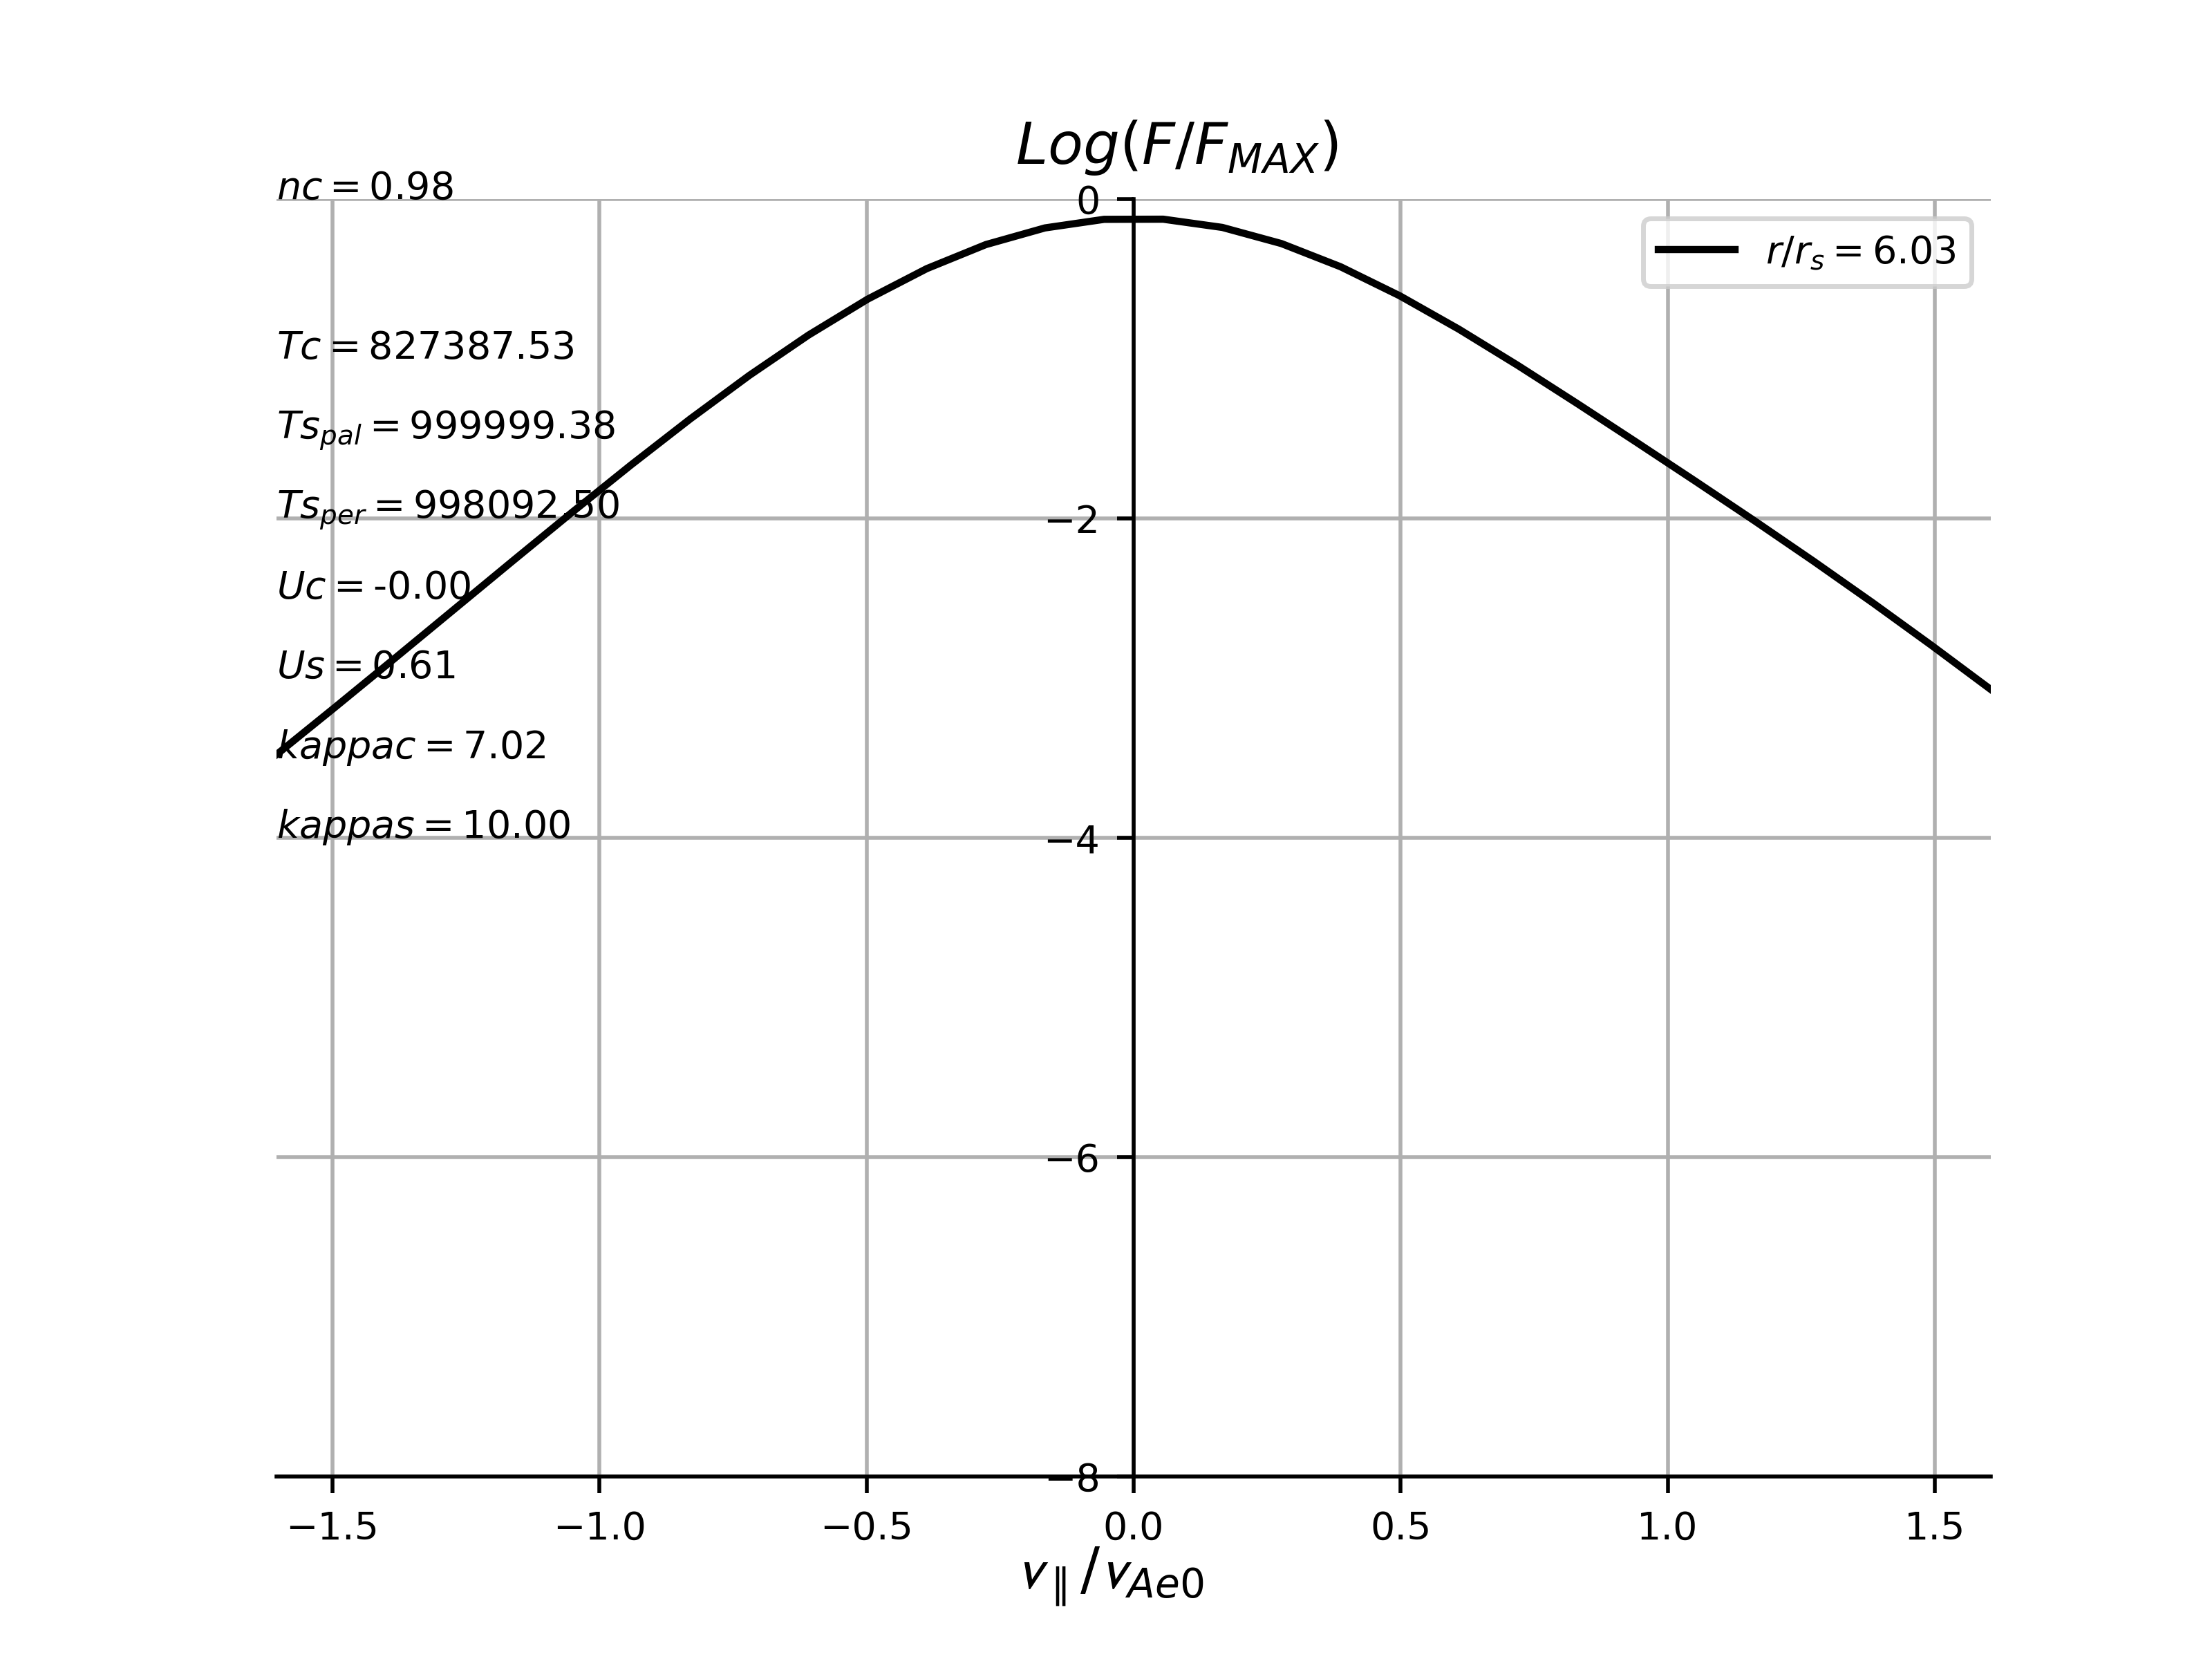 Log(F/F_MAX)
nc = 0.98
0
r/r_s = 6.03
Tc = 827387.53
Ts_pal = 999999.38
Ts_per = 998092.50
−2
Uc = -0.00
Us = 0.61
kappac = 7.02
kappas = 10.00
−4
−6
−8
−1.5 −1.0 −0.5 0.0 0.5 1.0 1.5
v_∥/v_Ae0